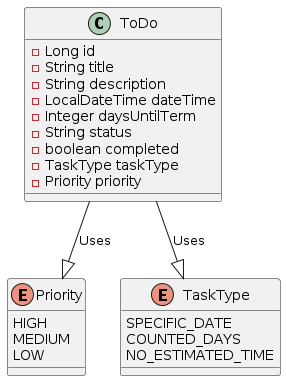 C ToDo
Long id
String title
String description
LocalDateTime dateTime
Integer daysUntilTerm
String status
boolean completed
TaskType taskType
Priority priority
Uses
Uses
E Priority
HIGH
MEDIUM
LOW
E TaskType
SPECIFIC_DATE
COUNTED_DAYS
NO_ESTIMATED_TIME